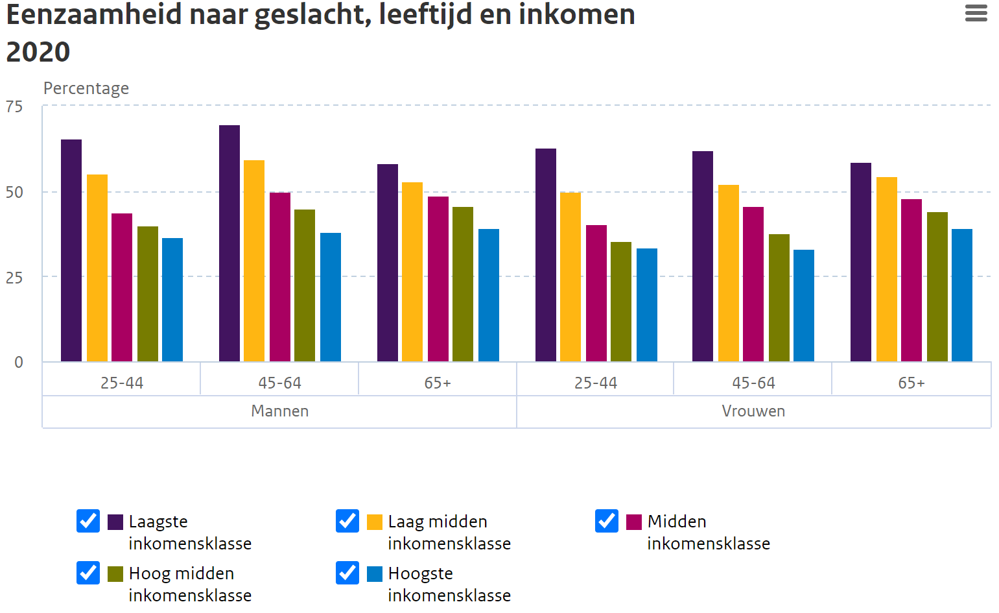 Eenzaamheid naar geslacht, leeftijd en inkomen
2020
Percentage
75
50
25
0
25-44 45-64 65+ 25-44 45-64 65+
Mannen Vrouwen
Laagste inkomensklasse
Laag midden inkomensklasse
Midden inkomensklasse
Hoog midden inkomensklasse
Hoogste inkomensklasse